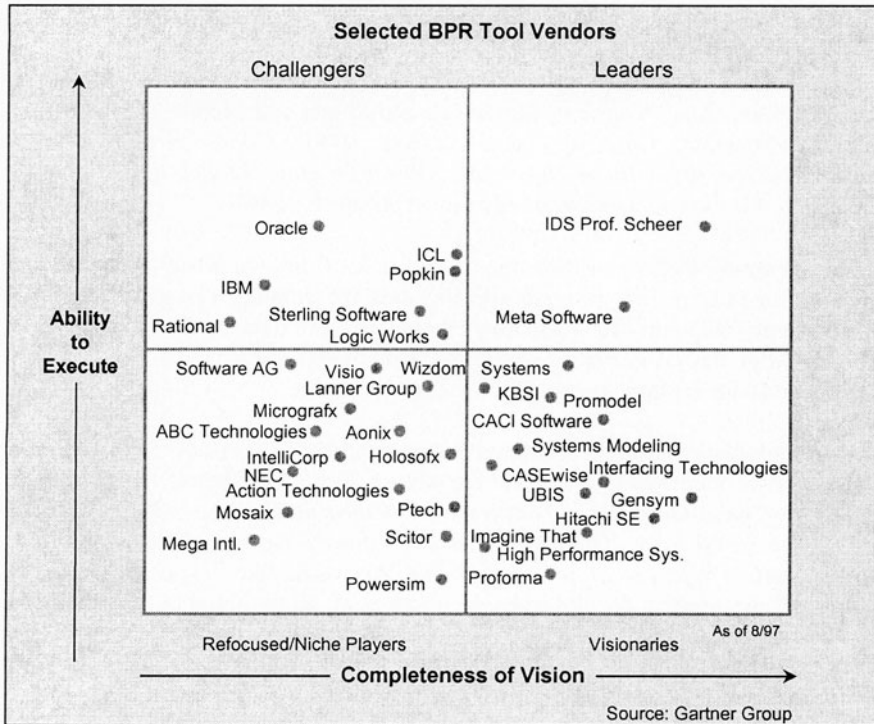 Selected BPR Tool Vendors
Challengers
Leaders
Ability
to
Execute
Oracle
IDS Prof. Scheer
ICL
Popkin
IBM
Sterling Software
Meta Software
Rational
Logic Works
Software AG
Visio
Wizdom
Systems
Lanner Group
KBSI
Promodel
Micrografx
CACI Software
ABC Technologies
Aonix
Systems Modeling
IntelliCorp
Holosofx
Interfacing Technologies
NEC
CASEwise
Action Technologies
UBIS
Gensym
Mosaix
Ptech
Hitachi SE
Mega Intl.
Scitor
Imagine That
High Performance Sys.
Powersim
Proforma
As of 8/97
Refocused/Niche Players
Visionaries
Completeness of Vision
Source: Gartner Group